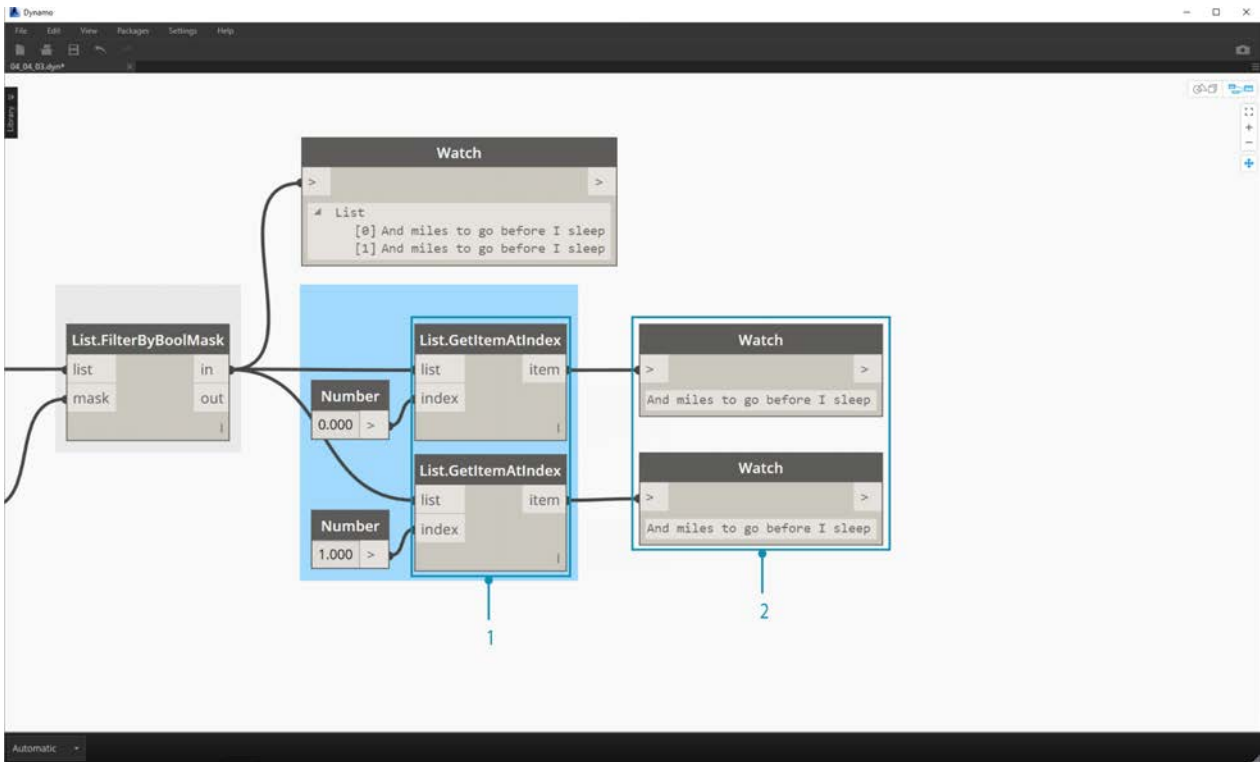 Dynamo
File Edit View Packages Settings Help
04_04_03.dyn*
Library
Watch
> >
List
[0] And miles to go before I sleep
[1] And miles to go before I sleep
List.FilterByBoolMask
list in
mask out
List.GetItemAtIndex
list item
index
Number
0.000 >
Watch
> >
And miles to go before I sleep
List.GetItemAtIndex
list item
index
Number
1.000 >
Watch
> >
And miles to go before I sleep
1
2
Automatic